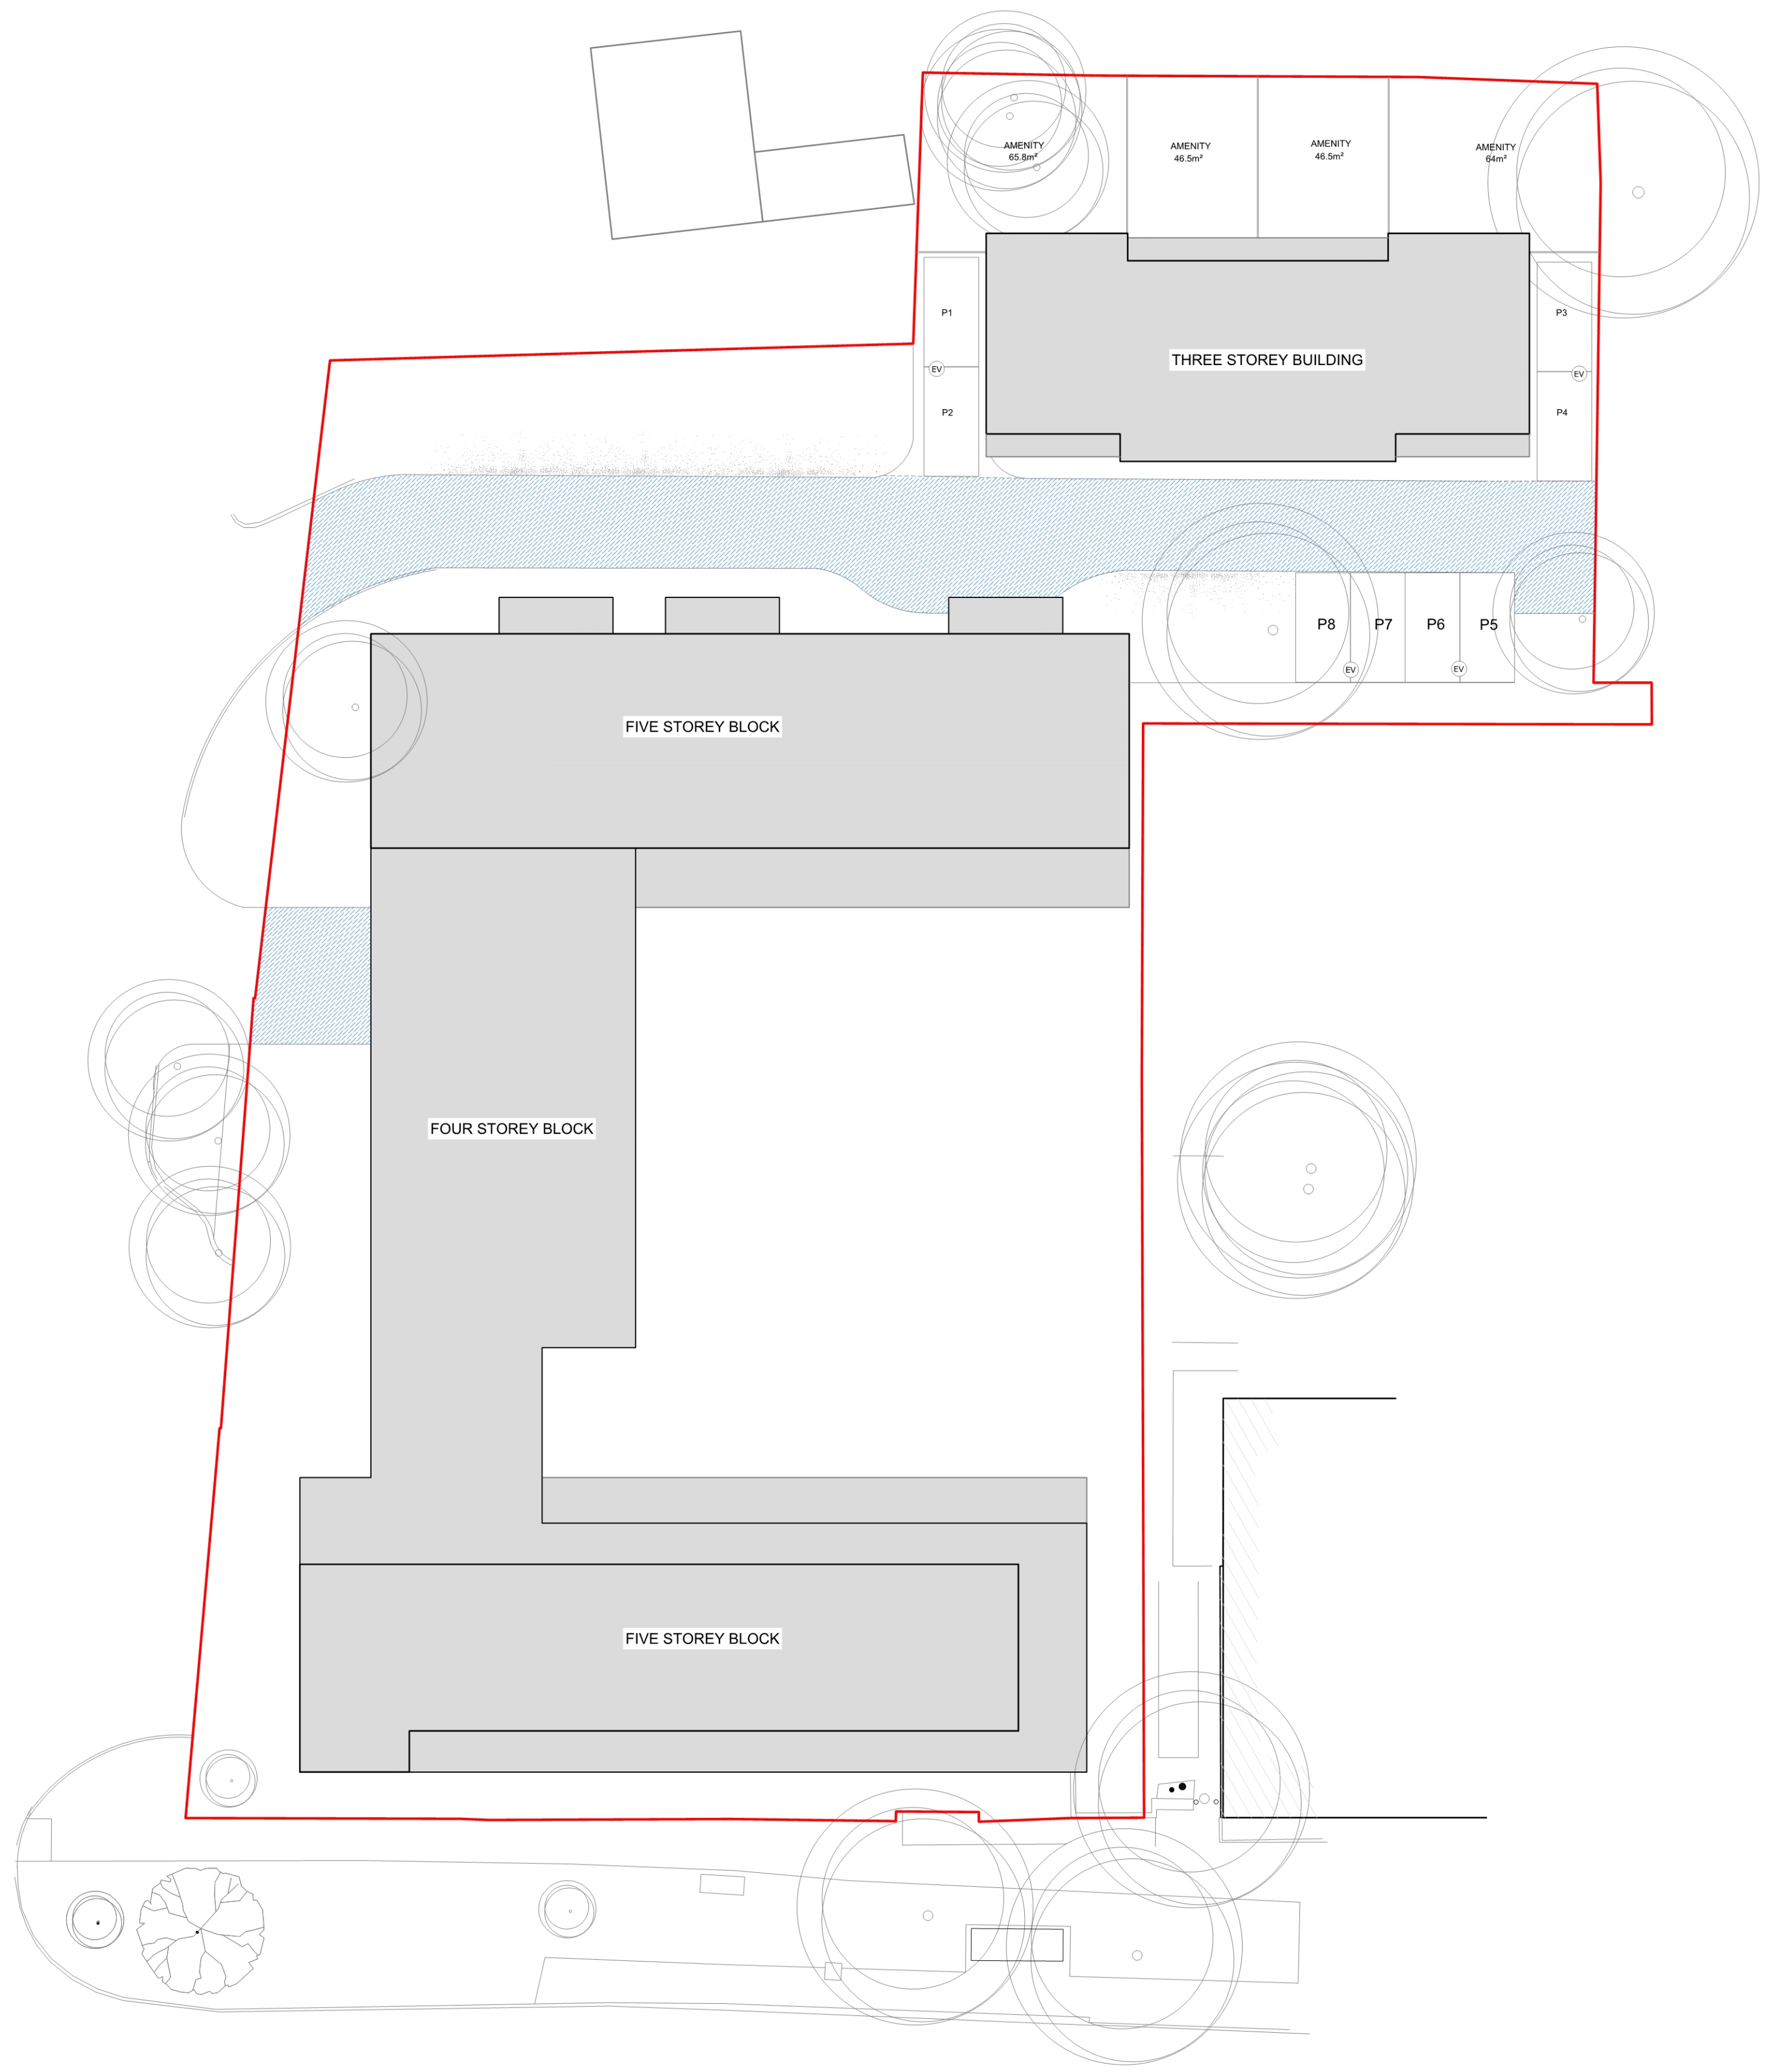 AMENITY
65.8m²
AMENITY
46.5m²
AMENITY
46.5m²
AMENITY
64m²
P1
P3
THREE STOREY BUILDING
EV
EV
P2
P4
P8
P7
P6
P5
EV
EV
FIVE STOREY BLOCK
FOUR STOREY BLOCK
FIVE STOREY BLOCK